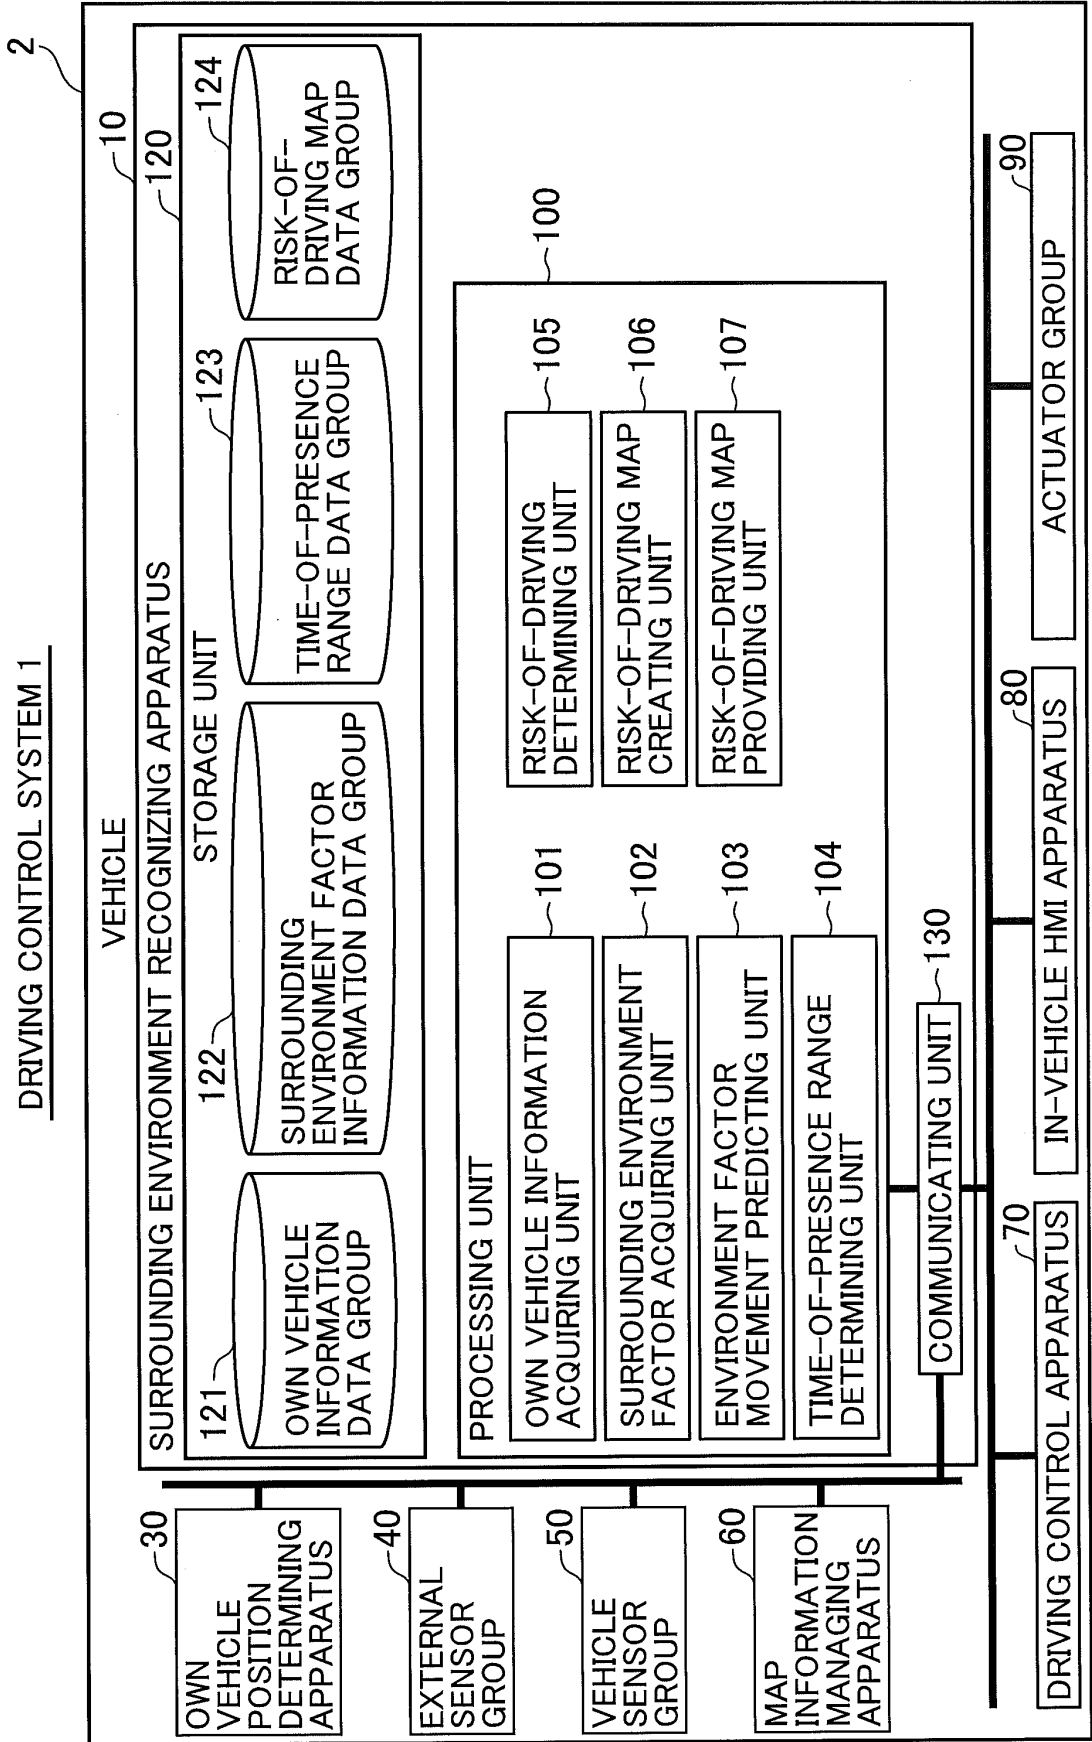 DRIVING CONTROL SYSTEM 1
2
VEHICLE
10
SURROUNDING ENVIRONMENT RECOGNIZING APPARATUS
120
STORAGE UNIT
121
OWN VEHICLE
INFORMATION
DATA GROUP
122
SURROUNDING
ENVIRONMENT FACTOR
INFORMATION DATA GROUP
123
TIME-OF-PRESENCE
RANGE DATA GROUP
124
RISK-OF-
DRIVING MAP
DATA GROUP
100
PROCESSING UNIT
OWN VEHICLE INFORMATION
ACQUIRING UNIT
101
SURROUNDING ENVIRONMENT
FACTOR ACQUIRING UNIT
102
ENVIRONMENT FACTOR
MOVEMENT PREDICTING UNIT
103
TIME-OF-PRESENCE RANGE
DETERMINING UNIT
104
RISK-OF-DRIVING
DETERMINING UNIT
105
RISK-OF-DRIVING MAP
CREATING UNIT
106
RISK-OF-DRIVING MAP
PROVIDING UNIT
107
COMMUNICATING UNIT
130
30
OWN
VEHICLE
POSITION
DETERMINING
APPARATUS
40
EXTERNAL
SENSOR
GROUP
50
VEHICLE
SENSOR
GROUP
60
MAP
INFORMATION
MANAGING
APPARATUS
70
DRIVING CONTROL APPARATUS
80
IN-VEHICLE HMI APPARATUS
90
ACTUATOR GROUP